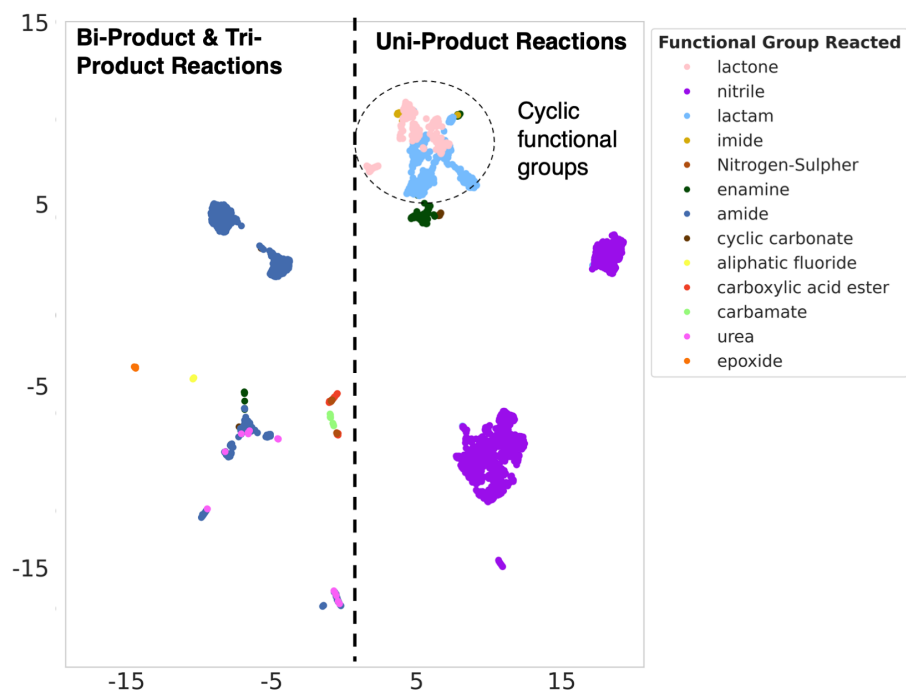 15
Bi-Product & Tri-
Product Reactions
Uni-Product Reactions
Cyclic
functional
groups
5
-5
-15
-15
-5
5
15
Functional Group Reacted
lactone
nitrile
lactam
imide
Nitrogen-Sulpher
enamine
amide
cyclic carbonate
aliphatic fluoride
carboxylic acid ester
carbamate
urea
epoxide